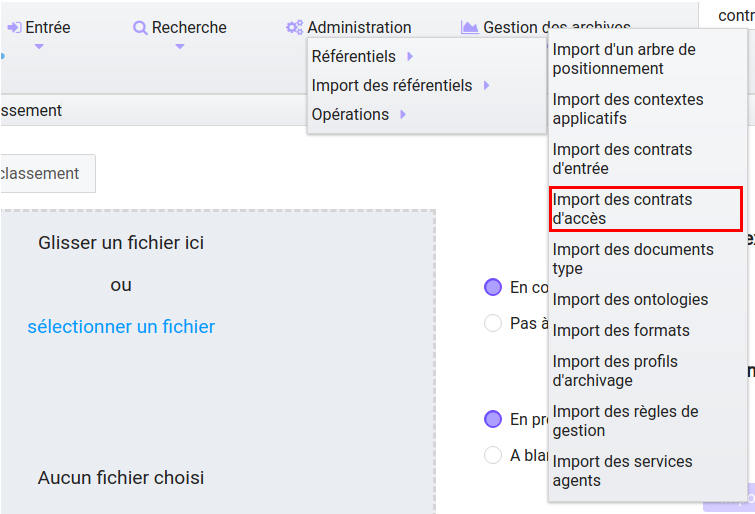 Entrée
Recherche
Administration
Gestion des archives
contr
Référentiels
Import des référentiels
Opérations
Import d'un arbre de
positionnement
Import des contextes
applicatifs
Import des contrats
d'entrée
Import des contrats
d'accès
Import des documents
type
Import des ontologies
Import des formats
Import des profils
d'archivage
Import des règles de
gestion
Import des services
agents
ssement
classement
Glisser un fichier ici
ou
sélectionner un fichier
Aucun fichier choisi
En co
Pas à
En pr
A bla